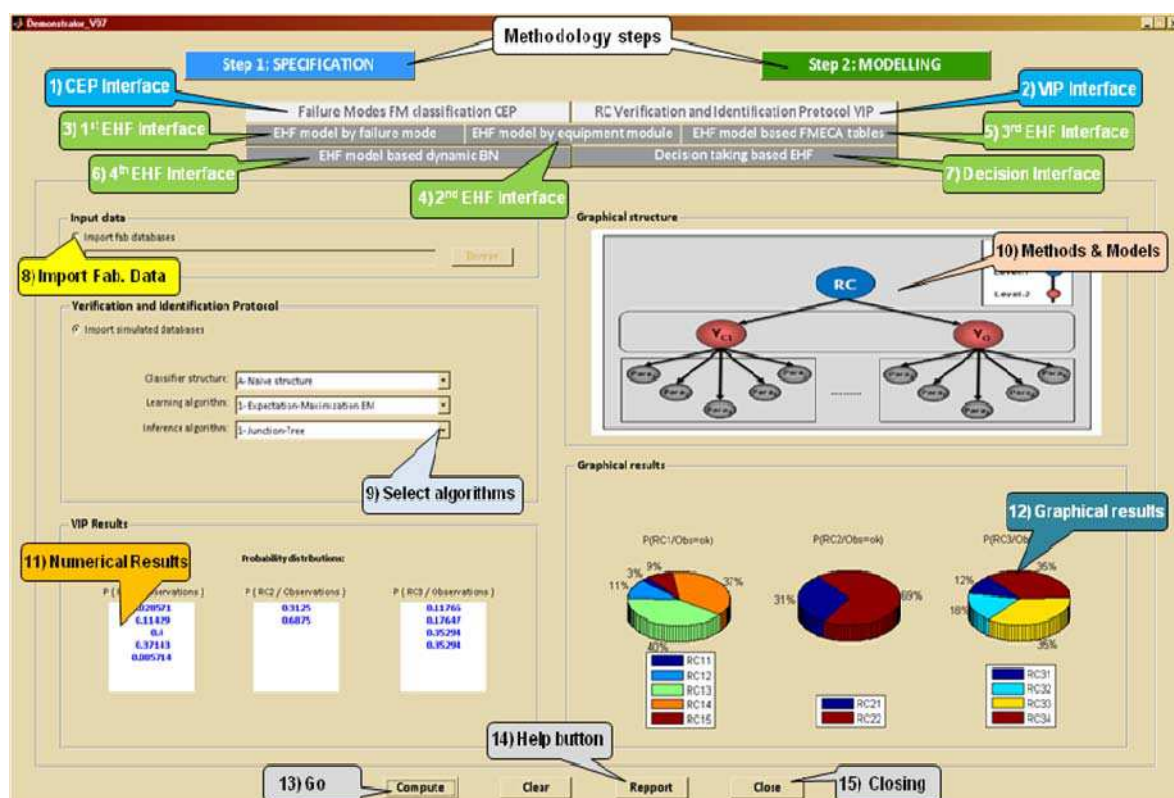 Demonstrator_V97
Methodology steps
Step 1: SPECIFICATION
Step 2: MODELLING
1) CEP Interface
2) VIP Interface
Failure Modes FM classification CEP
RC Verification and Identification Protocol VIP
3) 1st EHF Interface
EHF model by failure mode
EHF model by equipment module
EHF model based FMECA tables
5) 3rd EHF Interface
EHF model based dynamic BN
Decision taking based EHF
6) 4th EHF Interface
4) 2nd EHF Interface
7) Decision Interface
Input data
Import fab databases
8) Import Fab. Data
Graphical structure
10) Methods & Models
Level.2
RC
Verification and Identification Protocol
Import simulated databases
Classifier structure:
A-Naive structure
Learning algorithm:
1-Expectation-Maximization EM
Inference algorithm:
1-Junction-Tree
9) Select algorithms
........
Graphical results
12) Graphical results
P(RC1/Obs=ok)
P(RC2/Obs=ok)
3%
9%
37%
11%
40%
31%
69%
12%
35%
18%
35%
RC11
RC12
RC13
RC14
RC15
RC21
RC22
RC31
RC32
RC33
RC34
VIP Results
11) Numerical Results
Probability distributions:
P ( RC2 / Observations )
P ( RC3 / Observations )
0.11429
0.4
0.37143
0.3125
0.6875
0.11765
0.17647
0.35294
0.35294
14) Help button
13) Go
Compute
Clear
Repport
Close
15) Closing